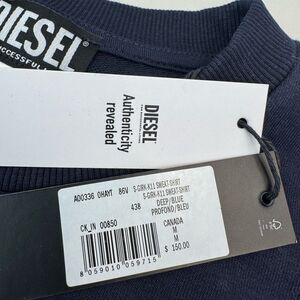 DIESEL
DIESEL
Authenticity
revealed
A00336 0HAYT 86V
S-GIRK-K11 SWEAT-SHIRT
S-GIRK-K11 SWEAT-SHIRT
438
DEEP/BLUE
PROFOND/BLEU
CK_IN 00850
CANADA
M
M
$ 150.00
8 059010 059715